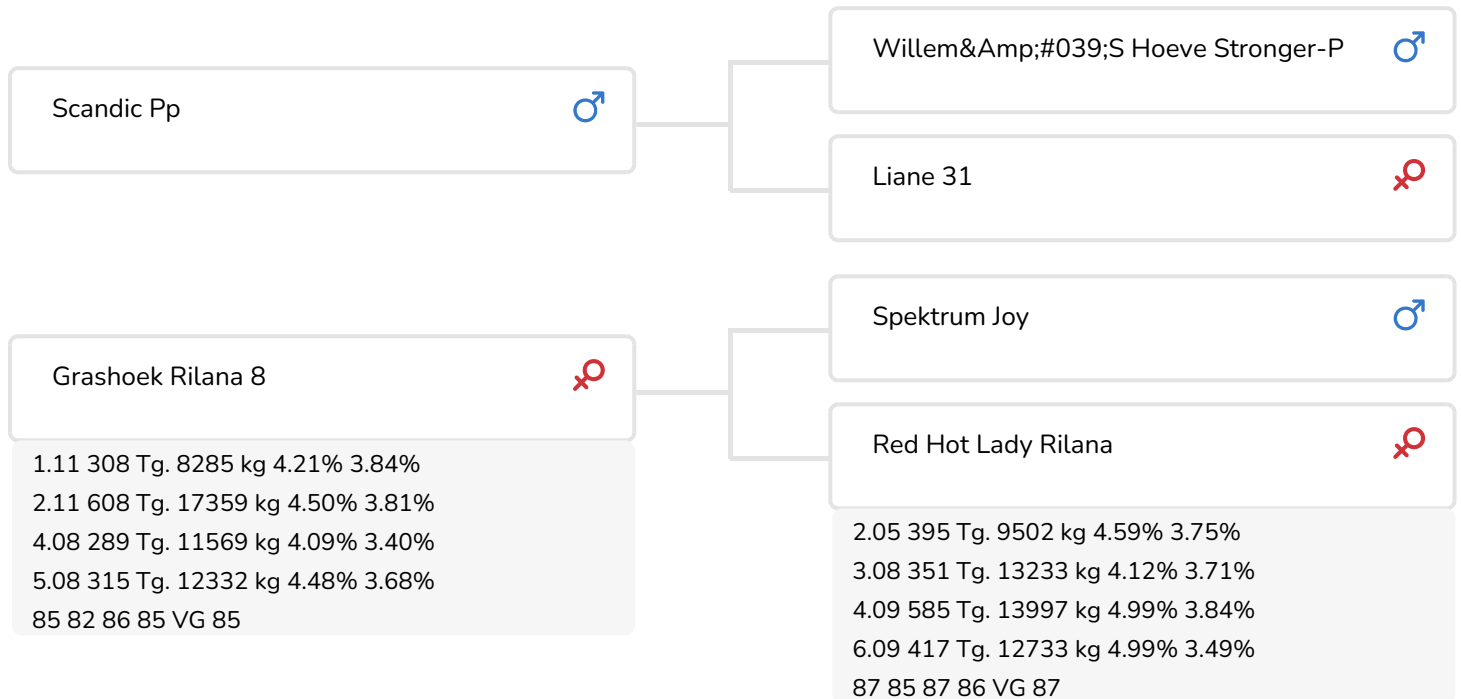 Scandic Pp
Willem&Amp;#039;S Hoeve Stronger-P
Liane 31
Grashoek Rilana 8
1.11 308 Tg. 8285 kg 4.21% 3.84%
2.11 608 Tg. 17359 kg 4.50% 3.81%
4.08 289 Tg. 11569 kg 4.09% 3.40%
5.08 315 Tg. 12332 kg 4.48% 3.68%
85 82 86 85 VG 85
Spektrum Joy
Red Hot Lady Rilana
2.05 395 Tg. 9502 kg 4.59% 3.75%
3.08 351 Tg. 13233 kg 4.12% 3.71%
4.09 585 Tg. 13997 kg 4.99% 3.84%
6.09 417 Tg. 12733 kg 4.99% 3.49%
87 85 87 86 VG 87